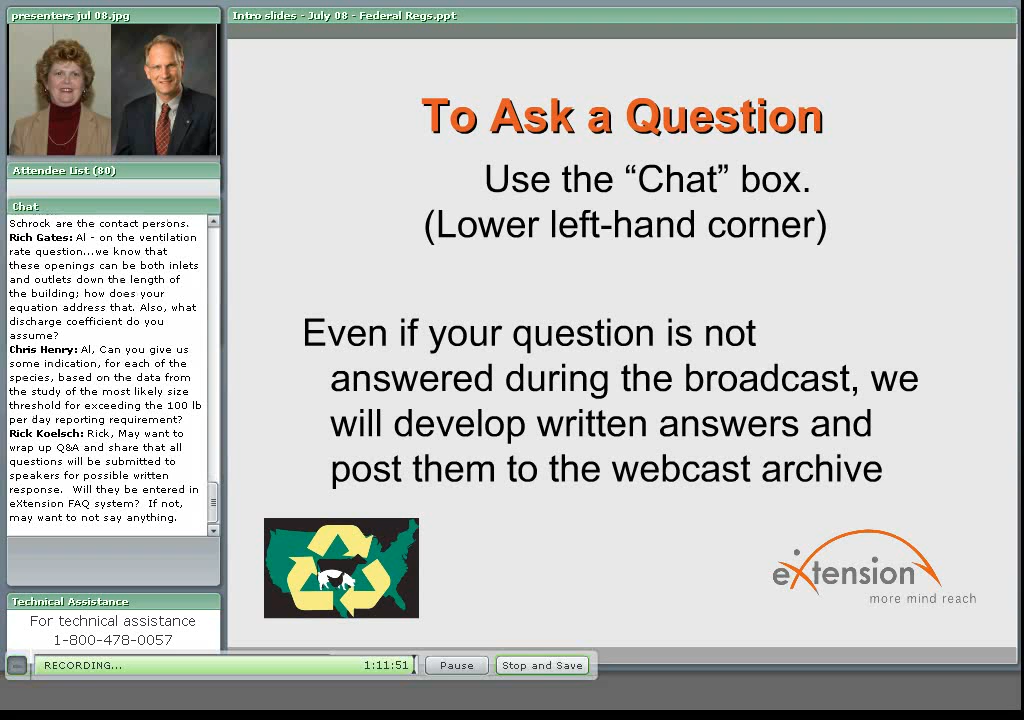 presenters jul 08.jpg
Attendee List (80)
Chat
Schrock are the contact persons.
Rich Gates: Al - on the ventilation
rate question...we know that
these openings can be both inlets
and outlets down the length of
the building; how does your
equation address that. Also, what
discharge coefficient do you
assume?
Chris Henry: Al, Can you give us
some indication, for each of the
species, based on the data from
the study of the most likely size
threshold for exceeding the 100 lb
per day reporting requirement?
Rick Koelsch: Rick, May want to
wrap up Q&A and share that all
questions will be submitted to
speakers for possible written
response.  Will they be entered in
eXtension FAQ system?  If not,
may want to not say anything.
Technical Assistance
For technical assistance
1-800-478-0057
Intro slides - July 08 - Federal Regs.ppt
To Ask a Question
Use the “Chat” box.
(Lower left-hand corner)
Even if your question is not
answered during the broadcast, we
will develop written answers and
post them to the webcast archive
eXtension
more mind reach
RECORDING...
1:11:51
Pause
Stop and Save